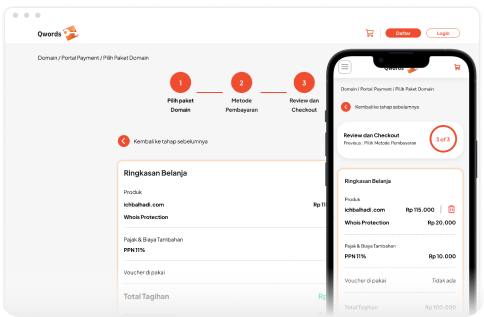 Qwords
Daftar
Login
Domain / Portal Payment / Pilih Paket Domain
1
2
3
Pilih paket
Domain
Metode
Pembayaran
Review dan
Checkout
Kembali ke tahap sebelumnya
Ringkasan Belanja
Produk
ichbalhadi.com
Rp 11
Whois Protection
Pajak & Biaya Tambahan
PPN 11%
Voucher di pakai
Total Tagihan
Rp
Qwords
Domain / Portal Payment / Pilih Paket Domain
Kembali ke tahap sebelumnya
Review dan Checkout
Previous : Pilih Metode Pembayaran
3 of 3
Ringkasan Belanja
Produk
ichbalhadi.com
Rp 115.000
Whois Protection
Rp 20.000
Pajak & Biaya Tambahan
PPN 11%
Rp 10.000
Voucher di pakai
Tidak ada
Total Tagihan
Rp 100.000